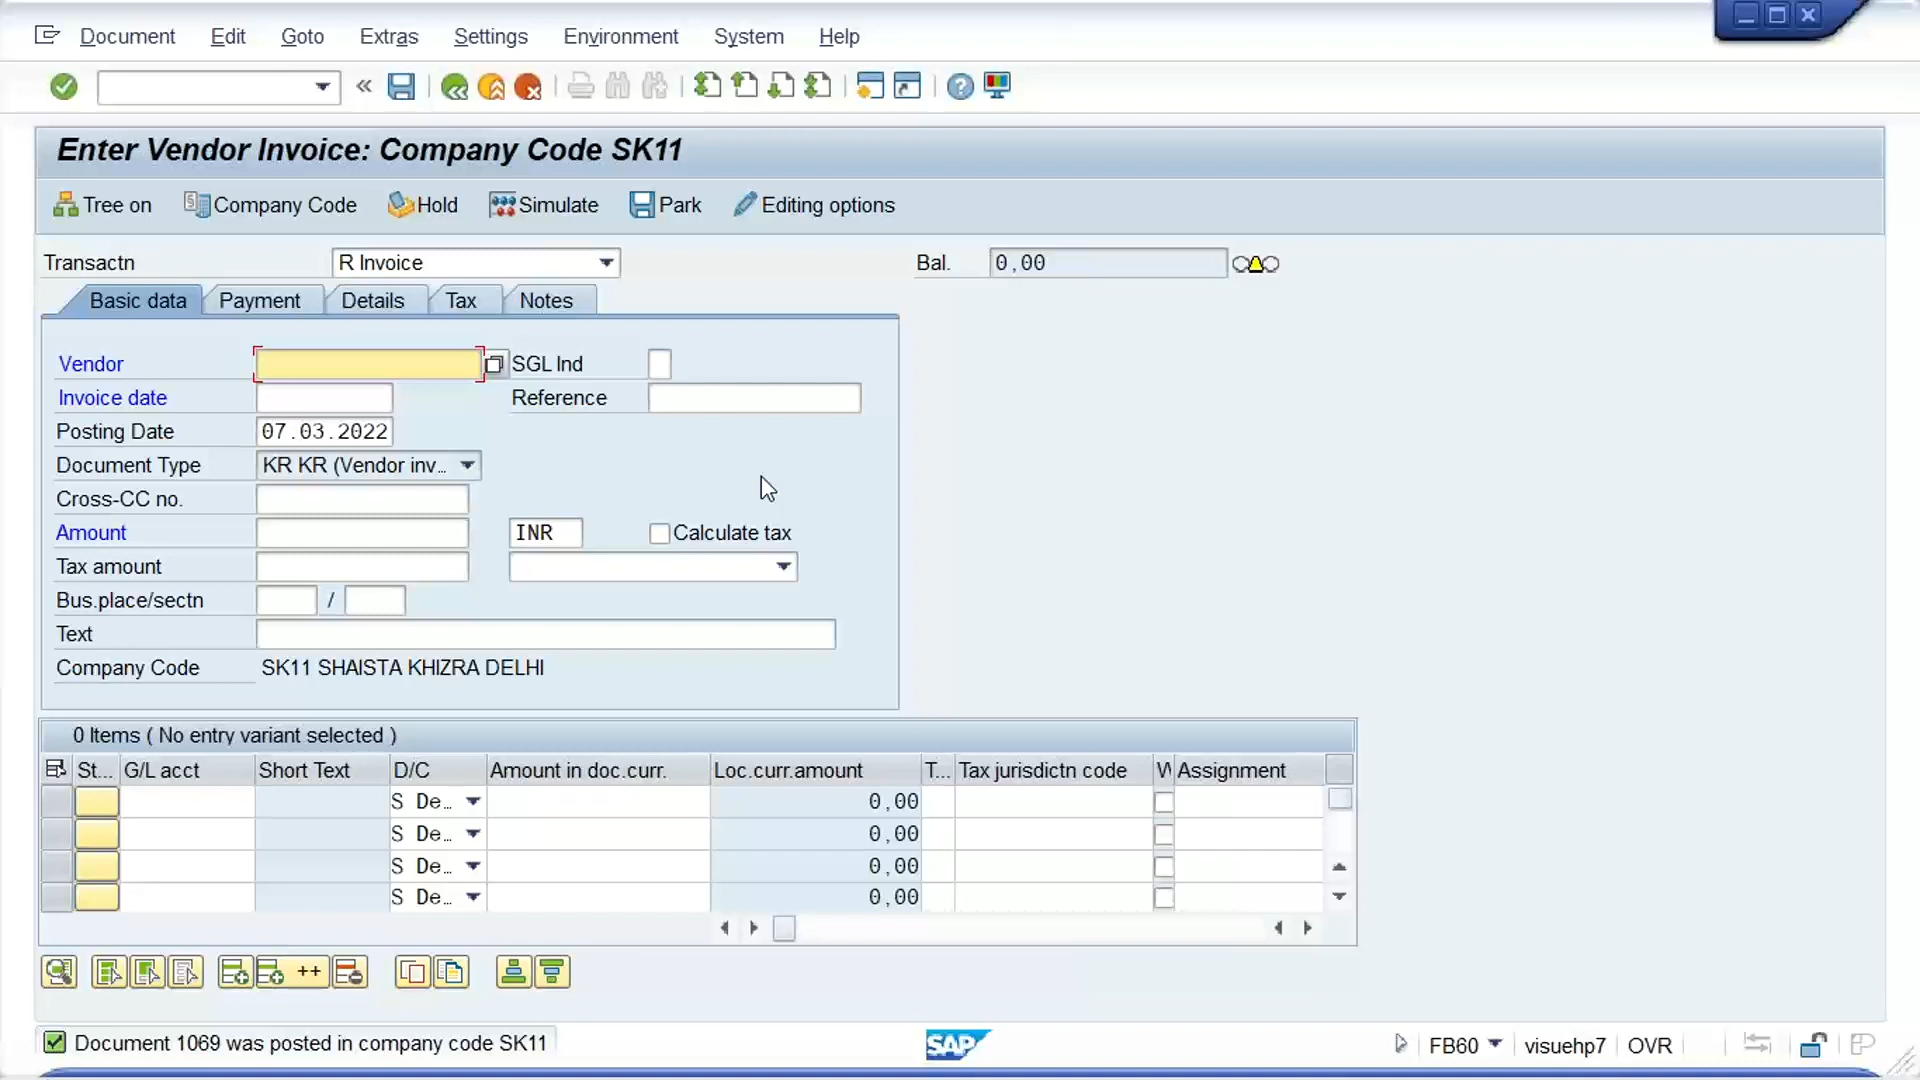 Document Edit Goto Extras Settings Environment System Help
Enter Vendor Invoice: Company Code SK11
Tree on Company Code Hold Simulate Park Editing options
Transactn R Invoice Bal. 0,00
Basic data Payment Details Tax Notes
Vendor SGL Ind
Invoice date Reference
Posting Date 07.03.2022
Document Type KR KR (Vendor inv...
Cross-CC no.
Amount INR Calculate tax
Tax amount
Bus.place/sectn /
Text
Company Code SK11 SHAISTA KHIZRA DELHI
0 Items ( No entry variant selected )
St... G/L acct Short Text D/C Amount in doc.curr. Loc.curr.amount T... Tax jurisdictn code W Assignment
S De... 0,00
S De... 0,00
S De... 0,00
S De... 0,00
++
Document 1069 was posted in company code SK11 SAP FB60 visuehp7 OVR